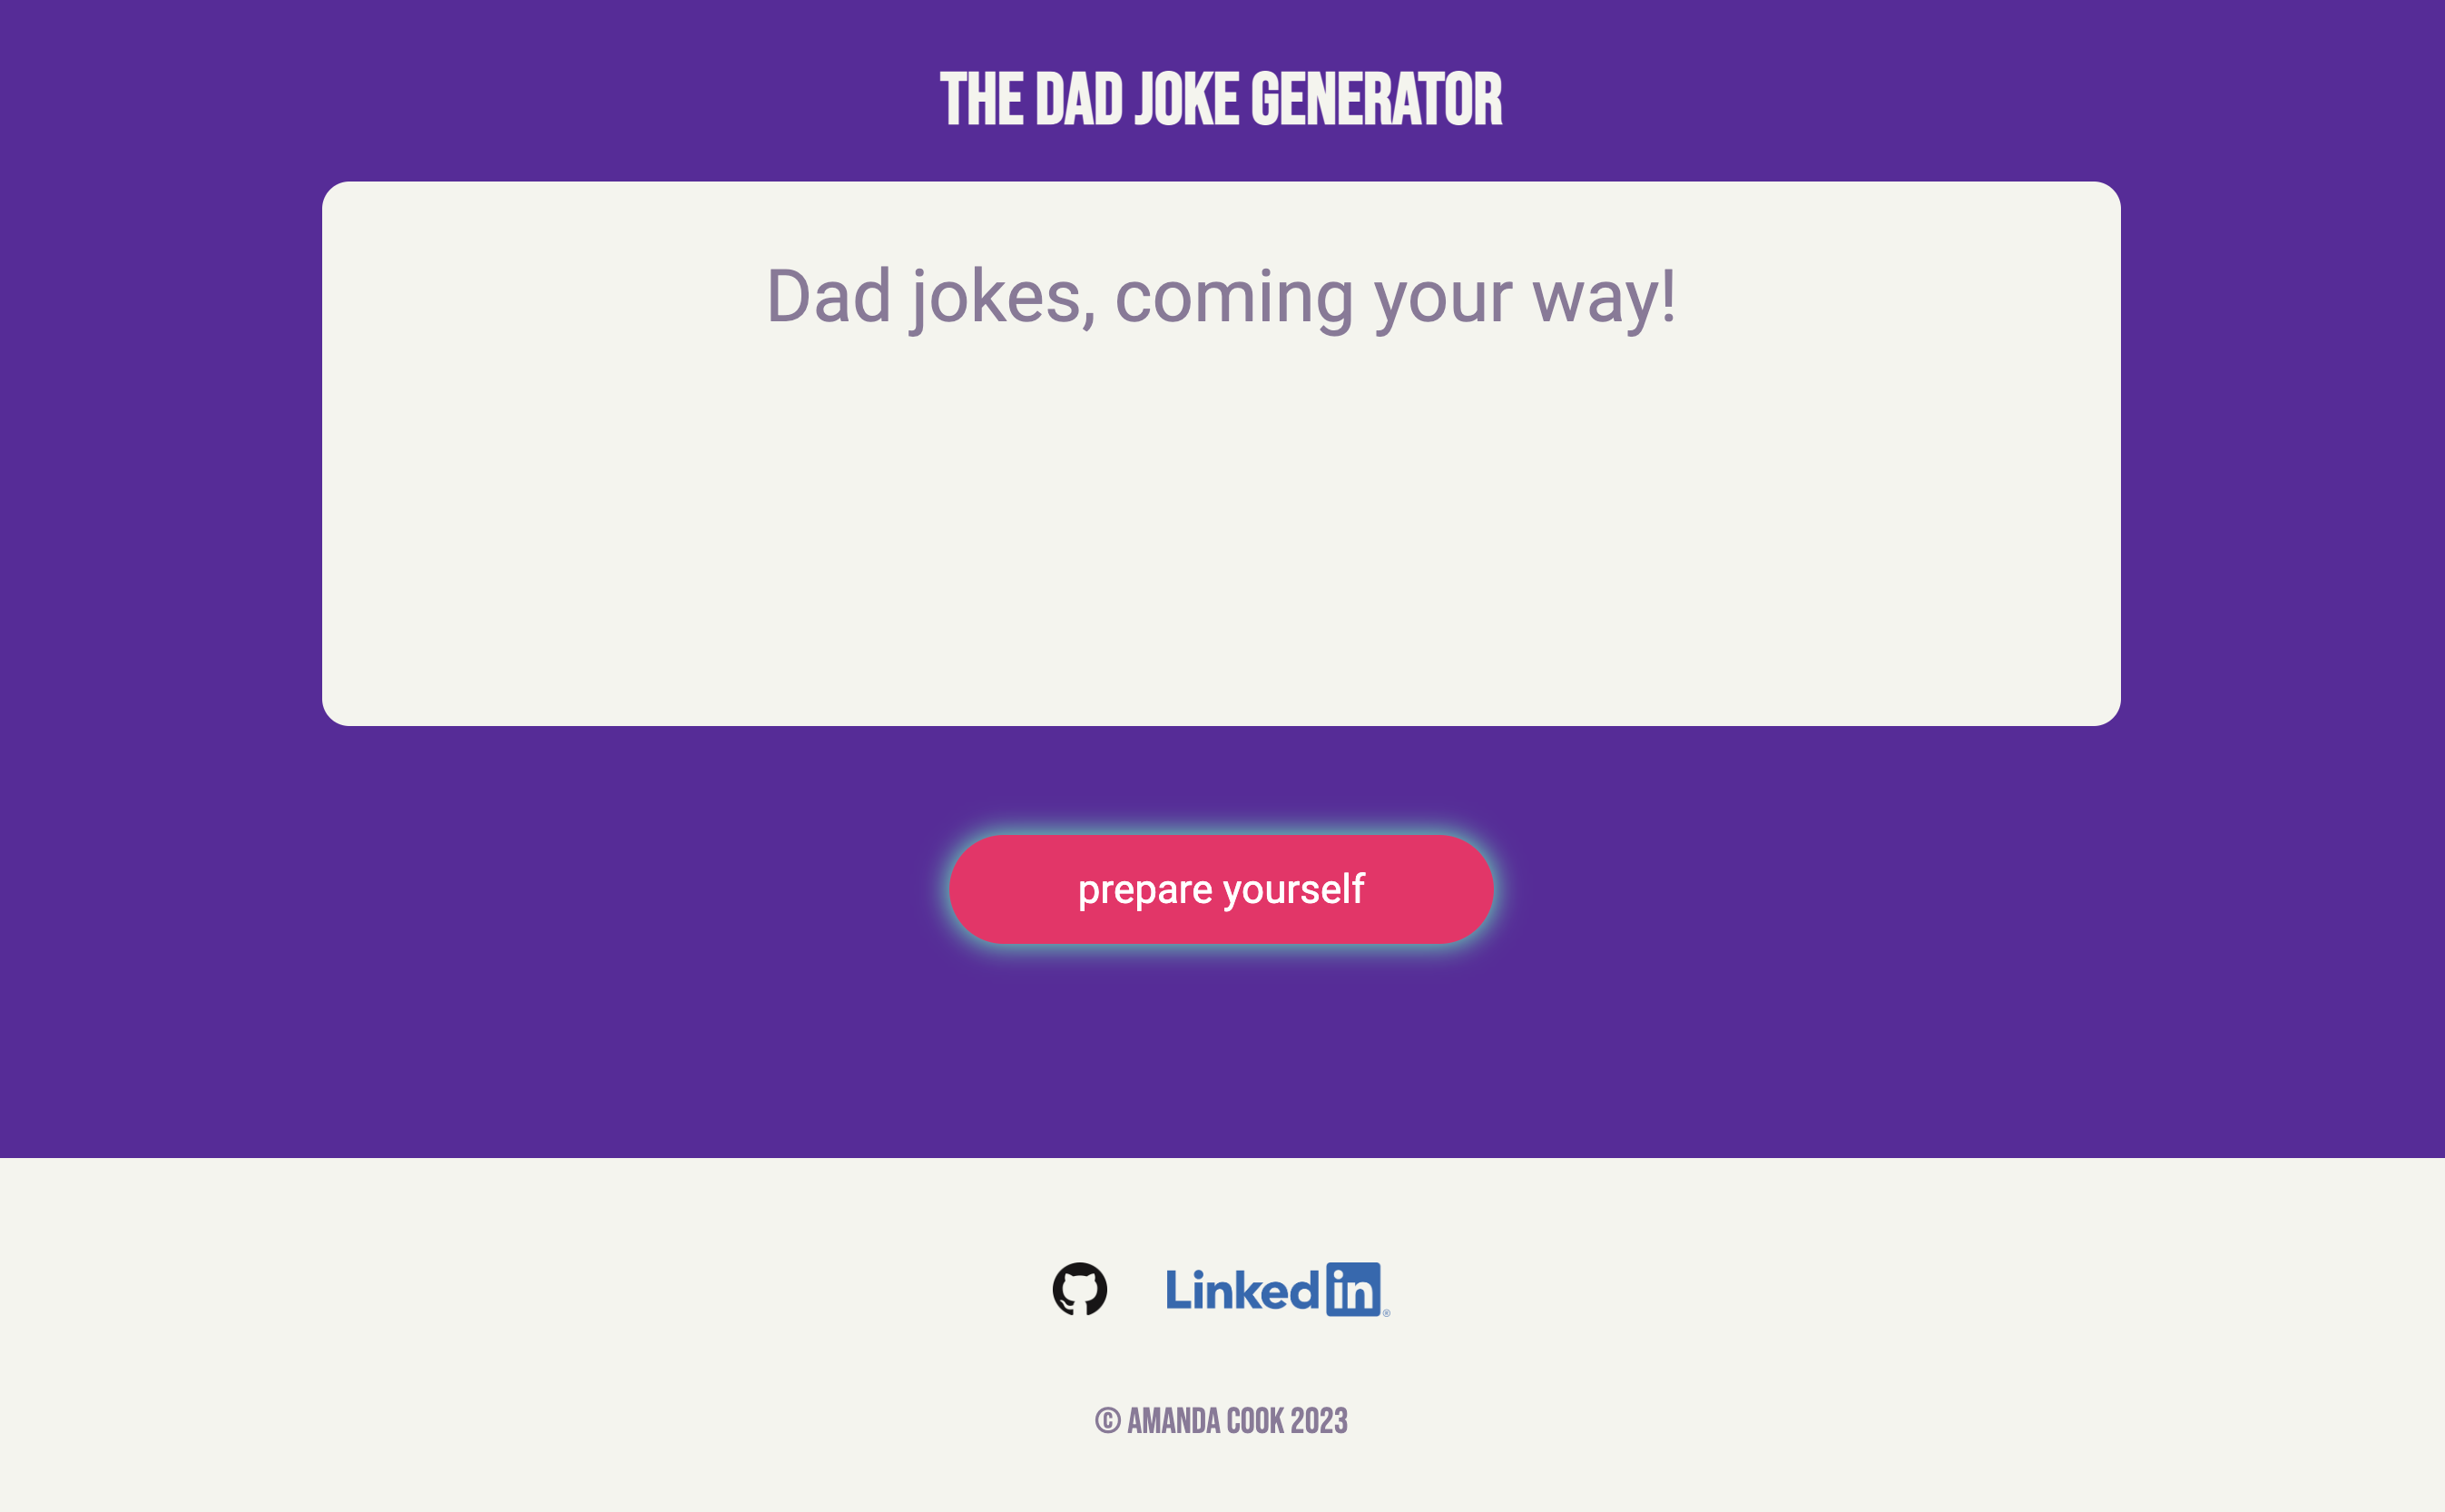 THE DAD JOKE GENERATOR
Dad jokes, coming your way!
prepare yourself
Linked in ®
© AMANDA COOK 2023